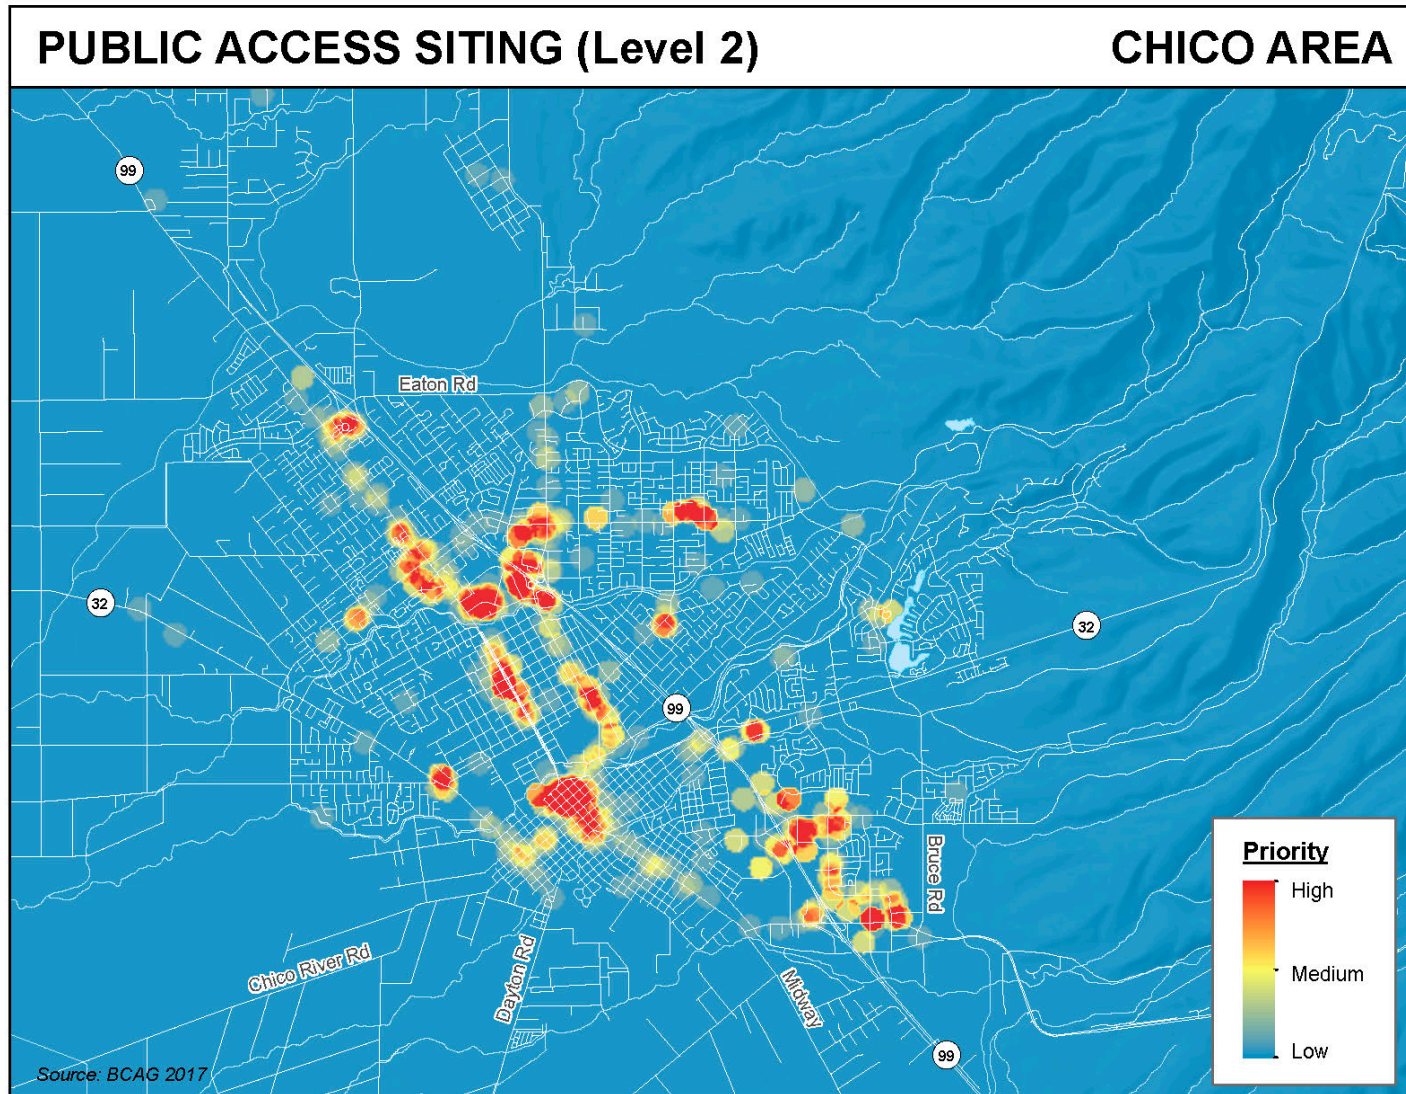 PUBLIC ACCESS SITING (Level 2)
CHICO AREA
99
Eaton Rd
32
32
99
Bruce Rd
Chico River Rd
Dayton Rd
Midway
99
Priority
High
Medium
Low
Source: BCAG 2017